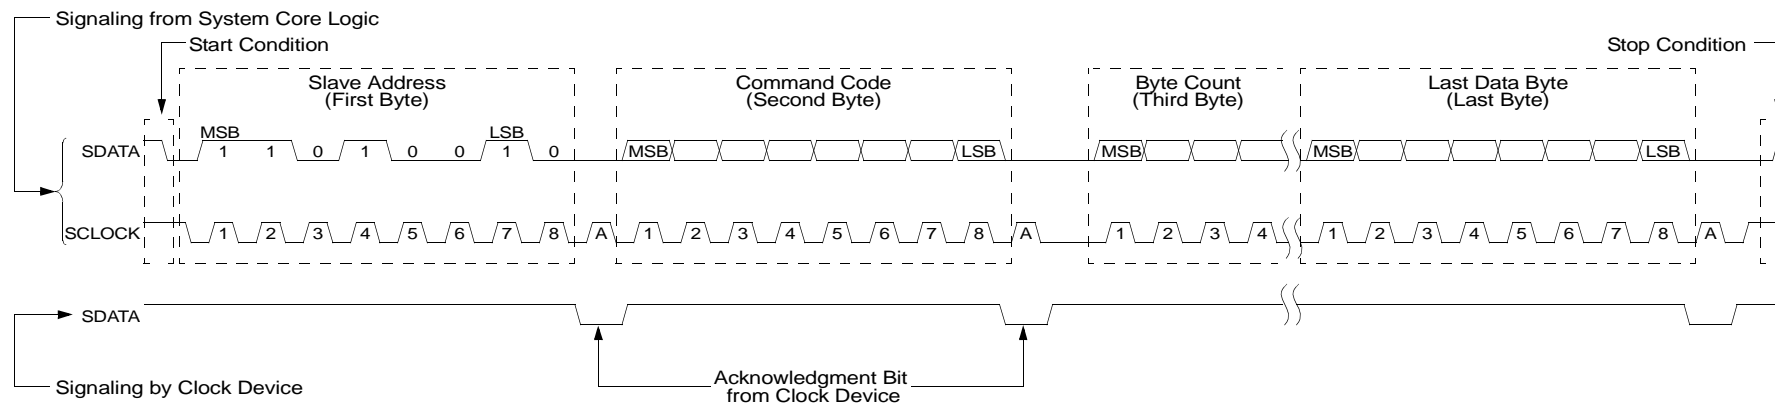 Signaling from System Core Logic
Start Condition
Stop Condition
Slave Address
(First Byte)
Command Code
(Second Byte)
Byte Count
(Third Byte)
Last Data Byte
(Last Byte)
MSB LSB
SDATA 1 1 0 1 0 0 1 0 MSB LSB MSB MSB LSB
SCLOCK 1 2 3 4 5 6 7 8 A 1 2 3 4 5 6 7 8 A 1 2 3 4 1 2 3 4 5 6 7 8 A
SDATA
Signaling by Clock Device
Acknowledgment Bit
from Clock Device